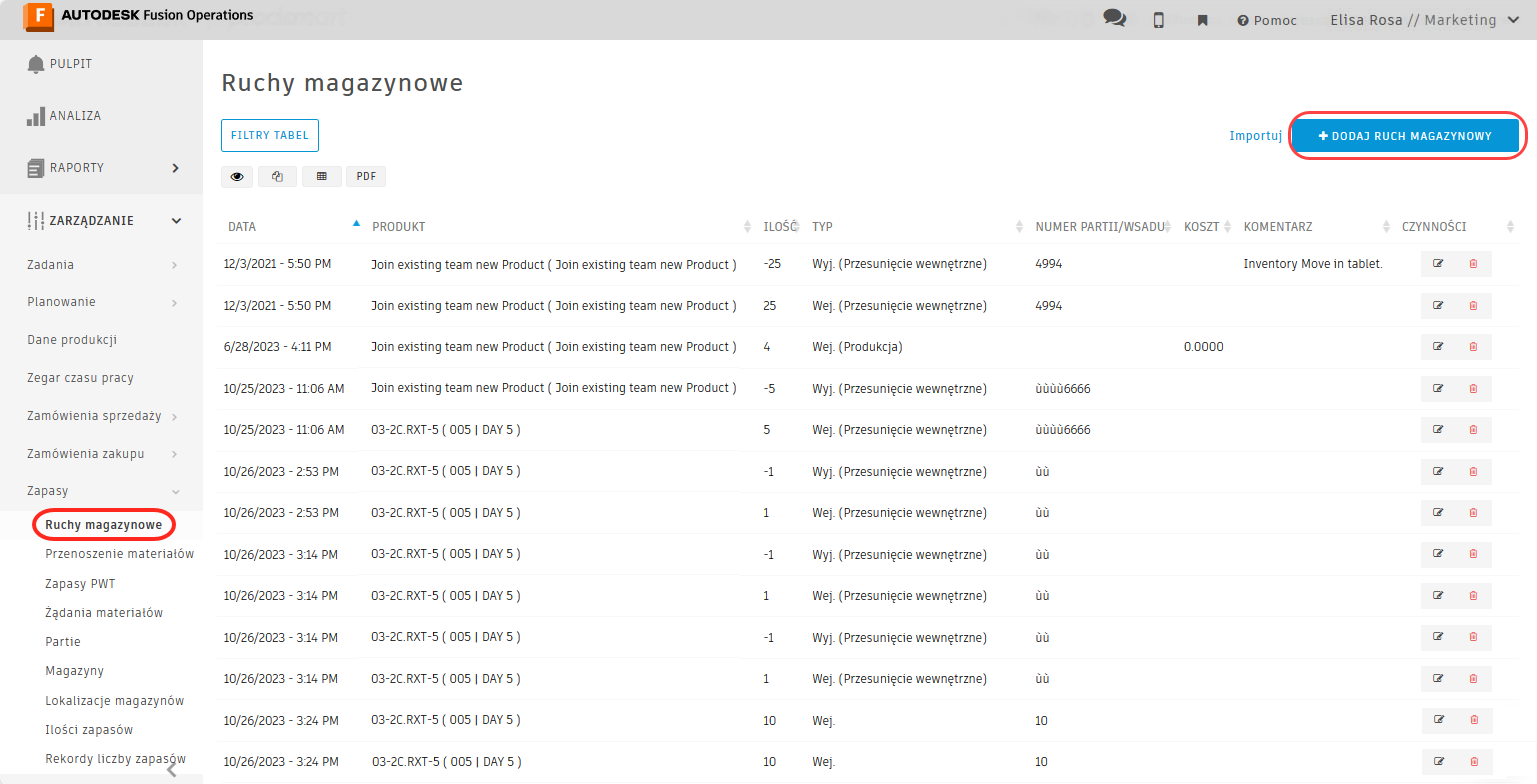 AUTODESK Fusion Operations
Pomoc
Elisa Rosa // Marketing
PULPIT
ANALIZA
RAPORTY
ZARZĄDZANIE
Zadania
Planowanie
Dane produkcji
Zegar czasu pracy
Zamówienia sprzedaży
Zamówienia zakupu
Zapasy
Ruchy magazynowe
Przenoszenie materiałów
Zapasy PWT
Żądania materiałów
Partie
Magazyny
Lokalizacje magazynów
Ilości zapasów
Rekordy liczby zapasów
Ruchy magazynowe
FILTRY TABEL
Importuj
DODAJ RUCH MAGAZYNOWY
PDF
DATA PRODUKT ILOŚĆ TYP NUMER PARTII/WSADU KOSZT KOMENTARZ CZYNNOŚCI
12/3/2021 - 5:50 PM Join existing team new Product ( Join existing team new Product ) -25 Wyj. (Przesunięcie wewnętrzne) 4994 Inventory Move in tablet.
12/3/2021 - 5:50 PM Join existing team new Product ( Join existing team new Product ) 25 Wej. (Przesunięcie wewnętrzne) 4994
6/28/2023 - 4:11 PM Join existing team new Product ( Join existing team new Product ) 4 Wej. (Produkcja) 0.0000
10/25/2023 - 11:06 AM Join existing team new Product ( Join existing team new Product ) -5 Wyj. (Przesunięcie wewnętrzne) ùùùù6666
10/25/2023 - 11:06 AM 03-2C.RXT-5 ( 005 | DAY 5 ) 5 Wej. (Przesunięcie wewnętrzne) ùùùù6666
10/26/2023 - 2:53 PM 03-2C.RXT-5 ( 005 | DAY 5 ) -1 Wyj. (Przesunięcie wewnętrzne) ùù
10/26/2023 - 2:53 PM 03-2C.RXT-5 ( 005 | DAY 5 ) 1 Wej. (Przesunięcie wewnętrzne) ùù
10/26/2023 - 3:14 PM 03-2C.RXT-5 ( 005 | DAY 5 ) -1 Wyj. (Przesunięcie wewnętrzne) ùù
10/26/2023 - 3:14 PM 03-2C.RXT-5 ( 005 | DAY 5 ) 1 Wej. (Przesunięcie wewnętrzne) ùù
10/26/2023 - 3:14 PM 03-2C.RXT-5 ( 005 | DAY 5 ) -1 Wyj. (Przesunięcie wewnętrzne) ùù
10/26/2023 - 3:14 PM 03-2C.RXT-5 ( 005 | DAY 5 ) 1 Wej. (Przesunięcie wewnętrzne) ùù
10/26/2023 - 3:24 PM 03-2C.RXT-5 ( 005 | DAY 5 ) 10 Wej. 10
10/26/2023 - 3:24 PM 03-2C.RXT-5 ( 005 | DAY 5 ) 10 Wej. 10